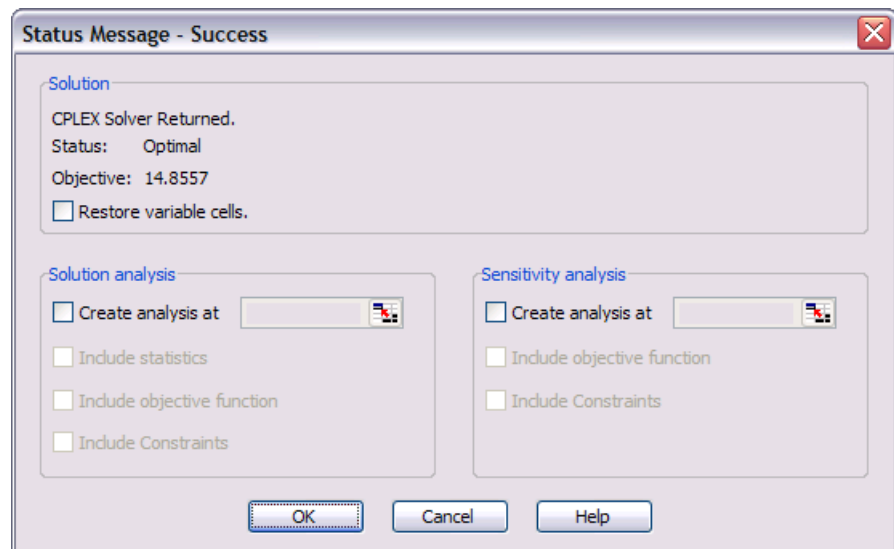 Status Message - Success
Solution
CPLEX Solver Returned.
Status: Optimal
Objective: 14.8557
Restore variable cells.
Solution analysis
Create analysis at
Include statistics
Include objective function
Include Constraints
Sensitivity analysis
Create analysis at
Include objective function
Include Constraints
OK
Cancel
Help